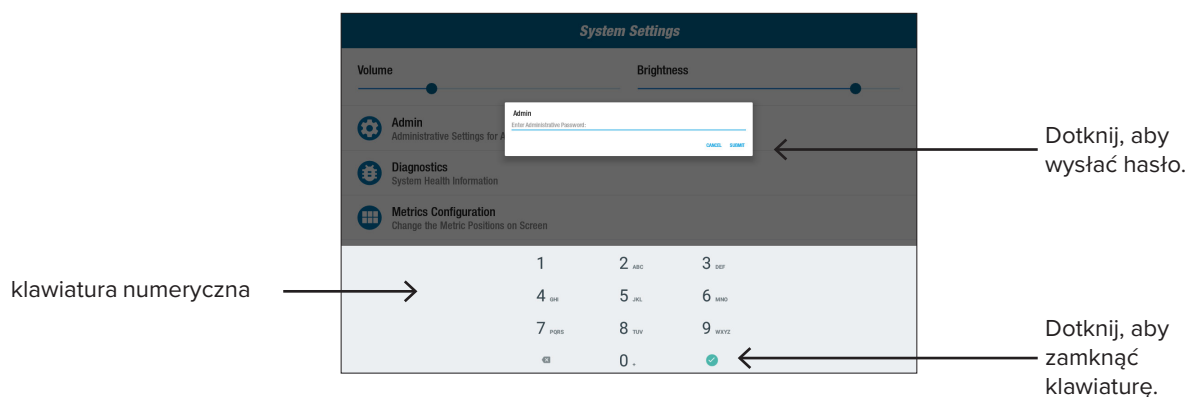 System Settings
Volume
Brightness
Admin
Administrative Settings for A
Admin
Enter Administrative Password:
CANCEL SUBMIT
Diagnostics
System Health Information
Metrics Configuration
Change the Metric Positions on Screen
Dotknij, aby
wysłać hasło.
klawiatura numeryczna
1 2 ABC 3 DEF
4 GHI 5 JKL 6 MNO
7 PQRS 8 TUV 9 WXYZ
0 +
Dotknij, aby
zamknąć
klawiaturę.